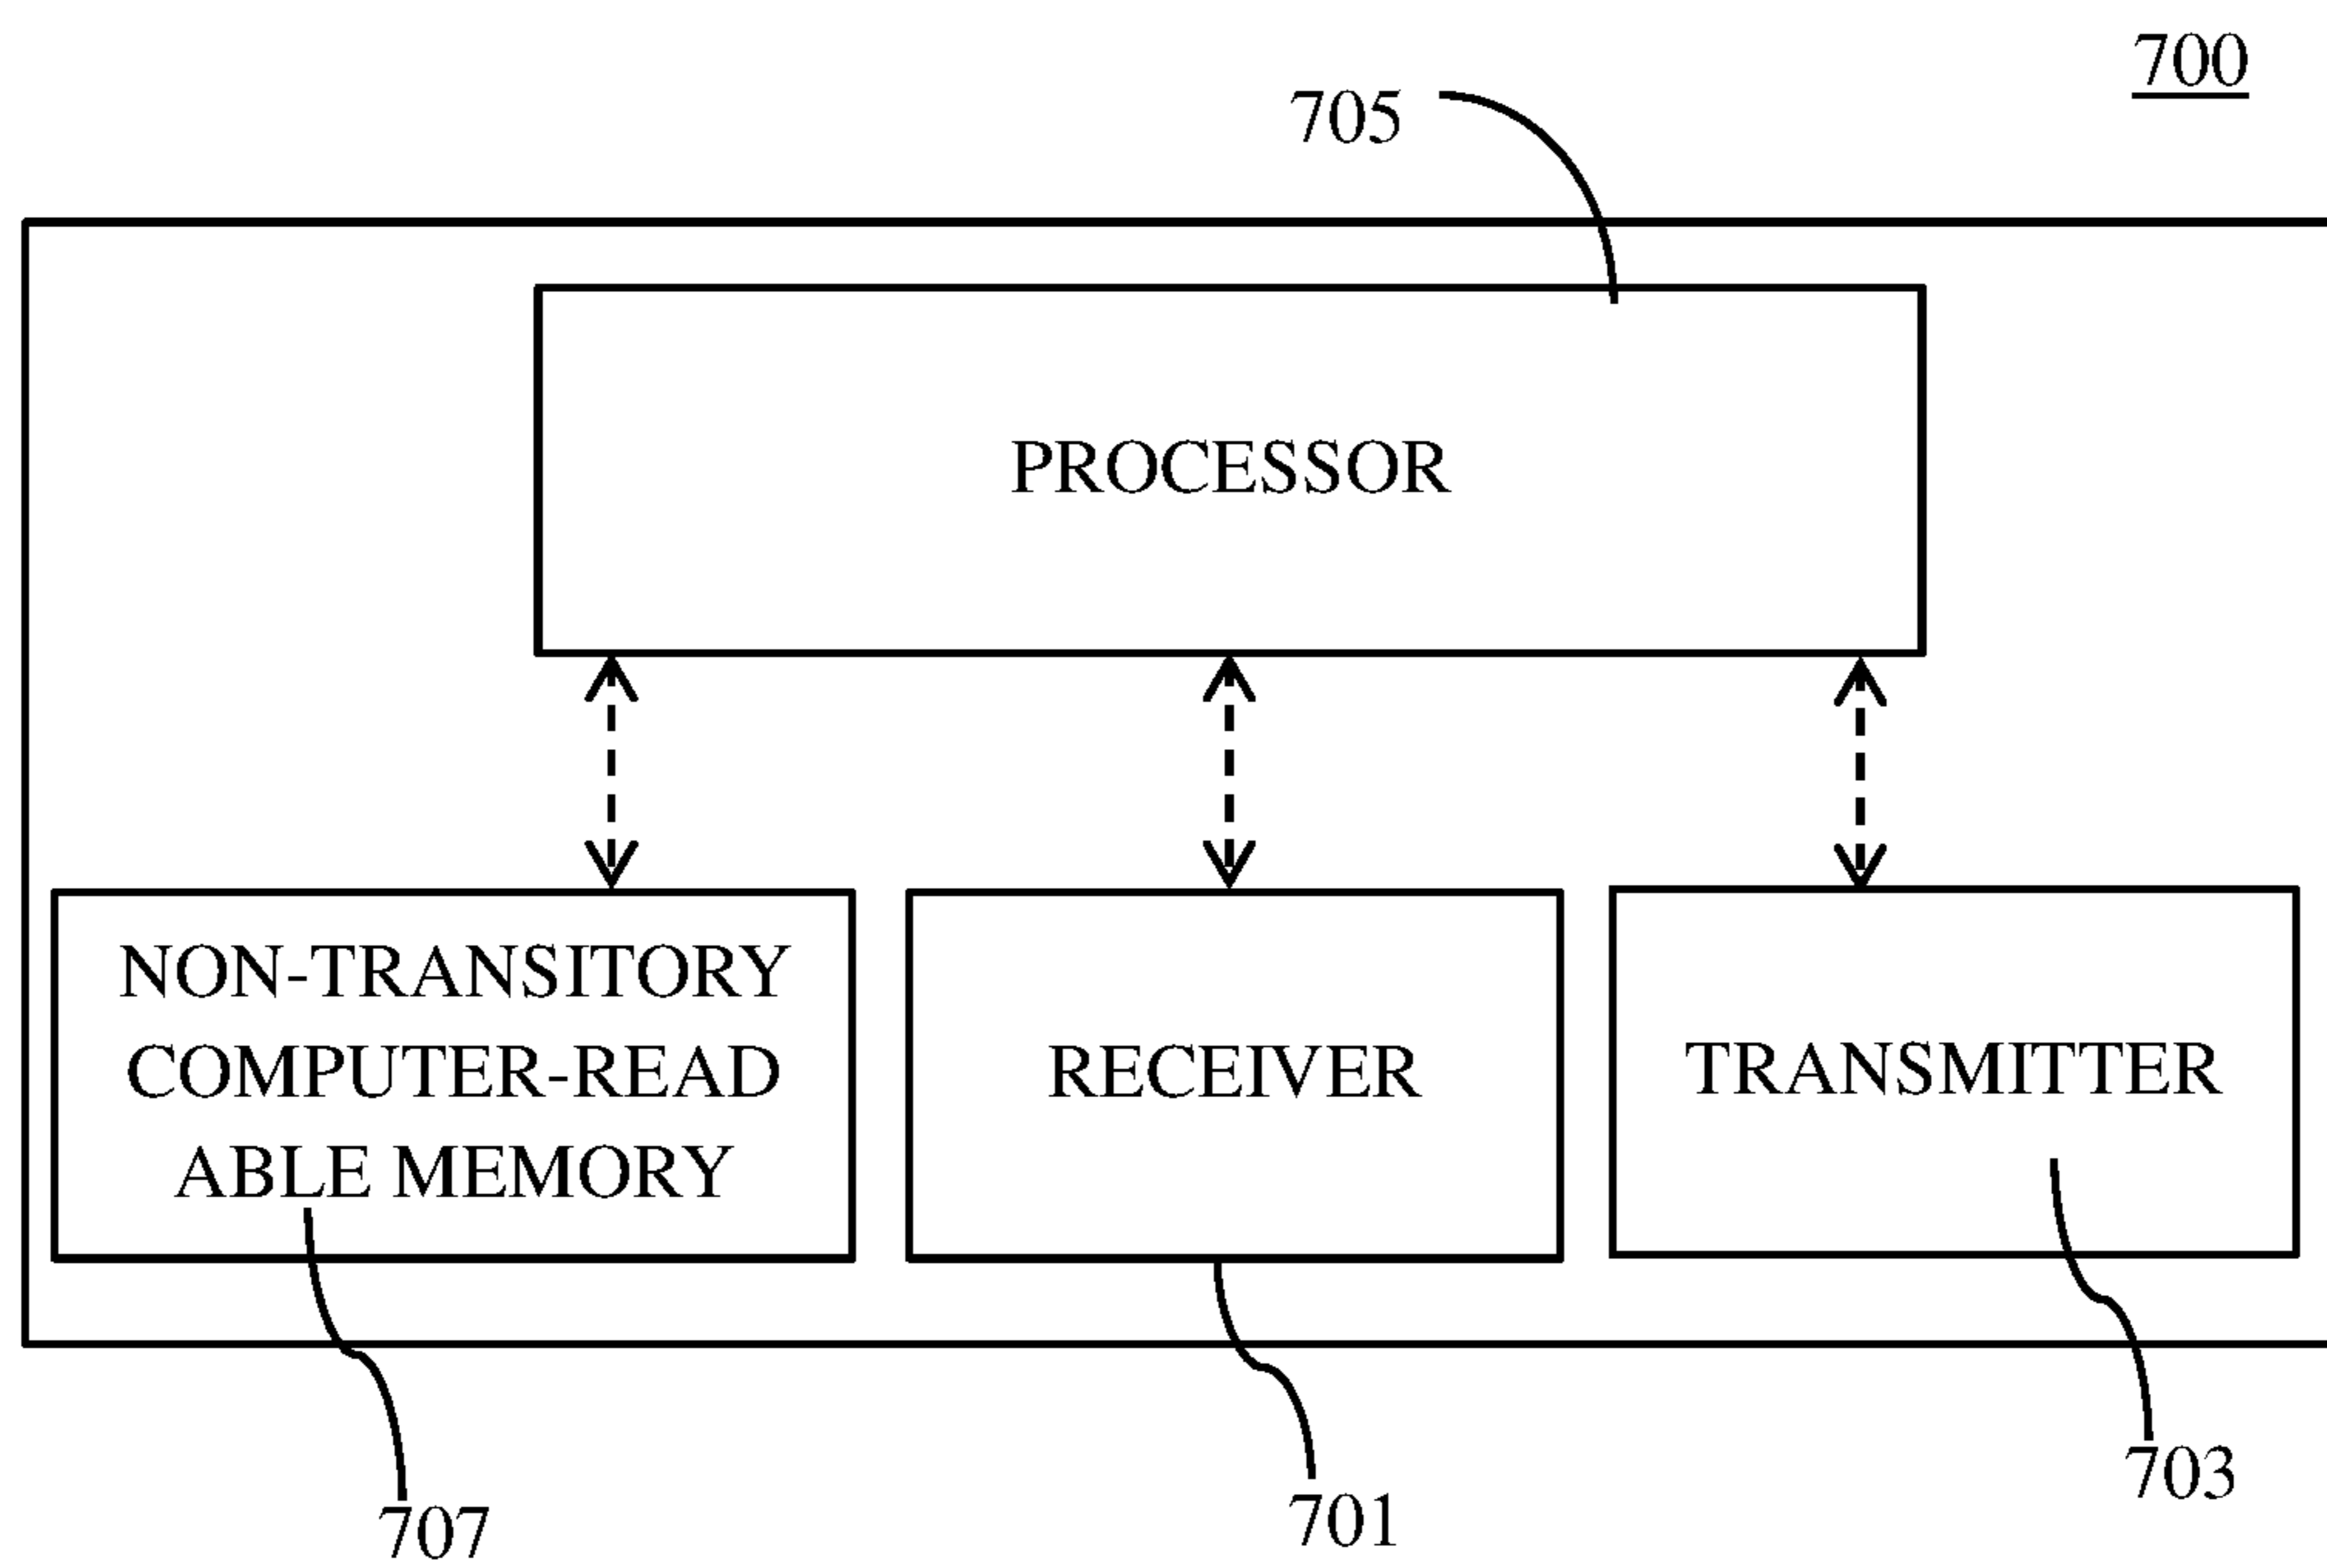 700
705
PROCESSOR
NON-TRANSITORY
COMPUTER-READ
ABLE MEMORY
RECEIVER
TRANSMITTER
703
701
707